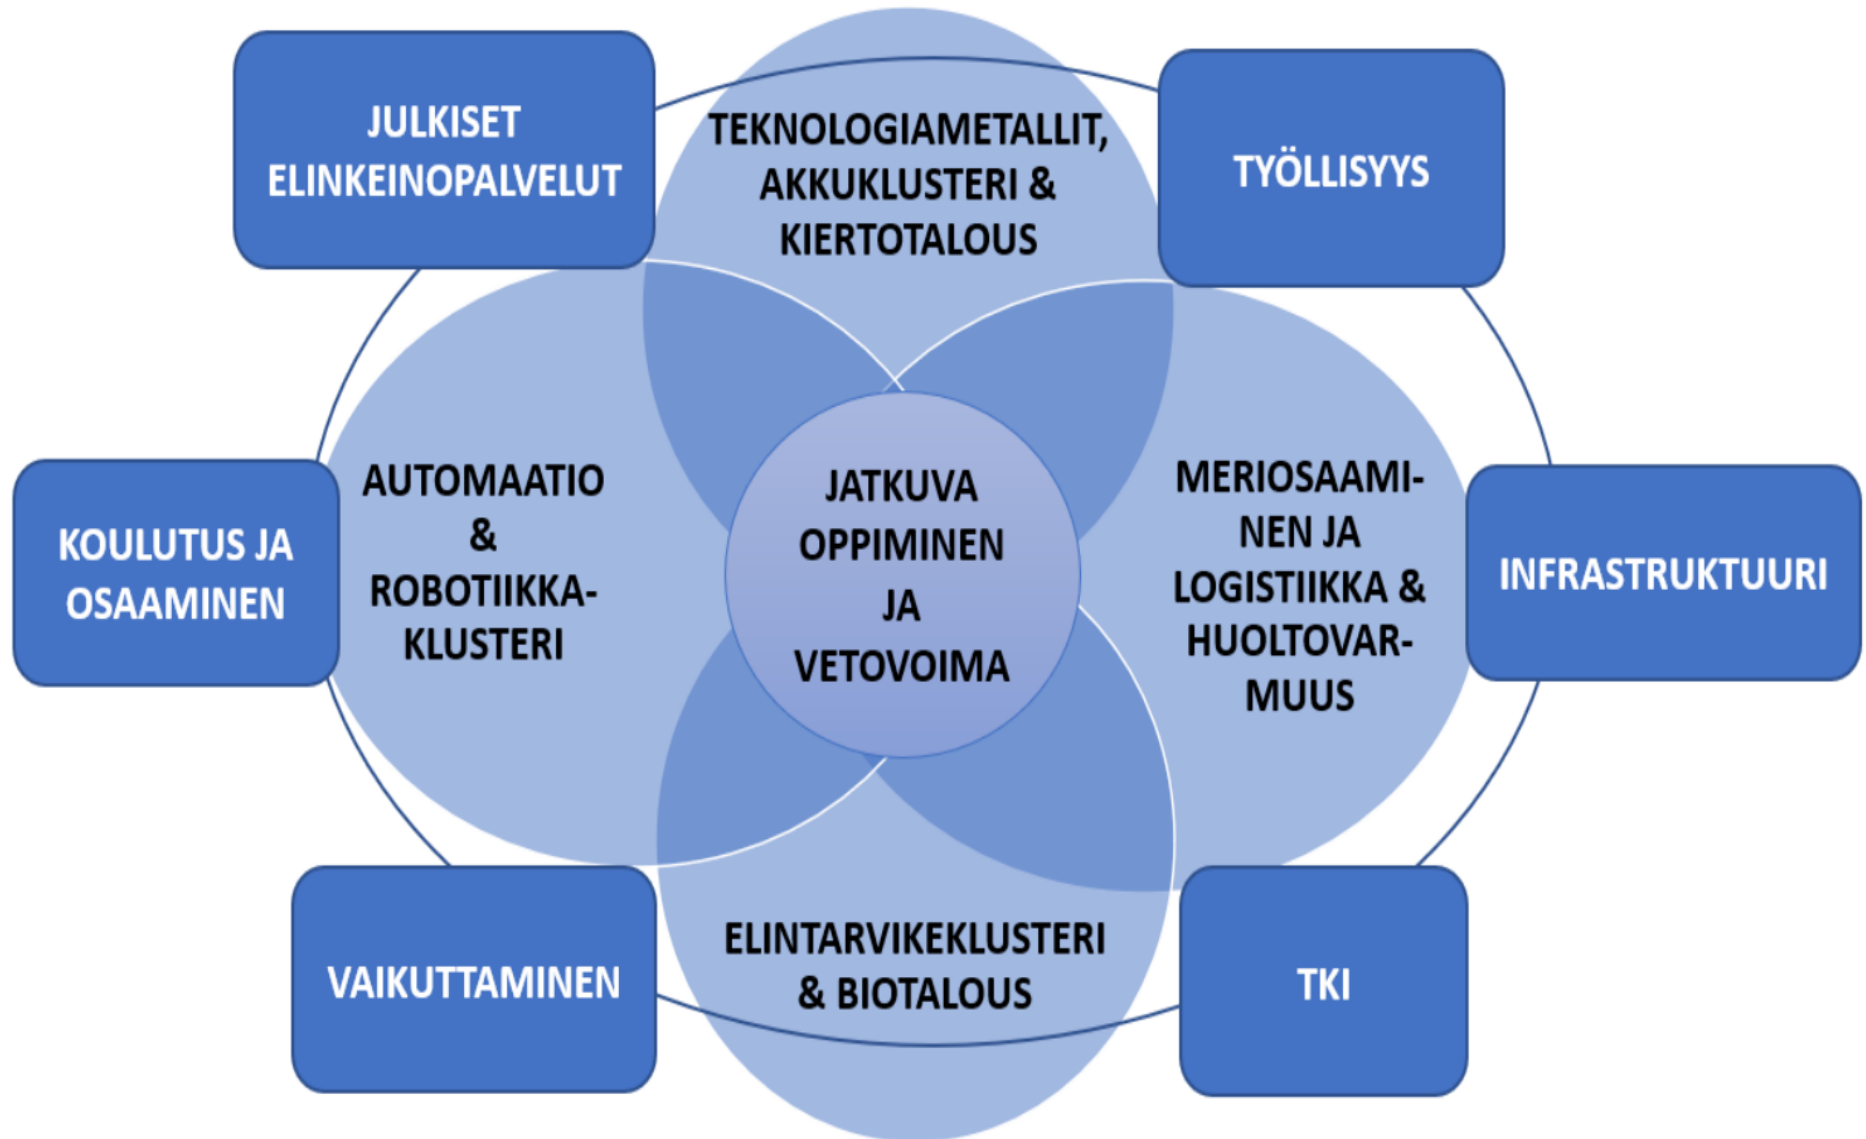 JULKISET
ELINKEINOPALVELUT
TEKNOLOGIAMETALLIT,
AKKUKLUSTERI &
KIERTOTALOUS
TYÖLLISYYS
KOULUTUS JA
OSAAMINEN
AUTOMAATIO
&
ROBOTIIKKA-
KLUSTERI
JATKUVA
OPPIMINEN
JA
VETOVOIMA
MERIOSAAMI-
NEN JA
LOGISTIIKKA &
HUOLTOVAR-
MUUS
INFRASTRUKTUURI
VAIKUTTAMINEN
ELINTARVIKEKLUSTERI
& BIOTALOUS
TKI